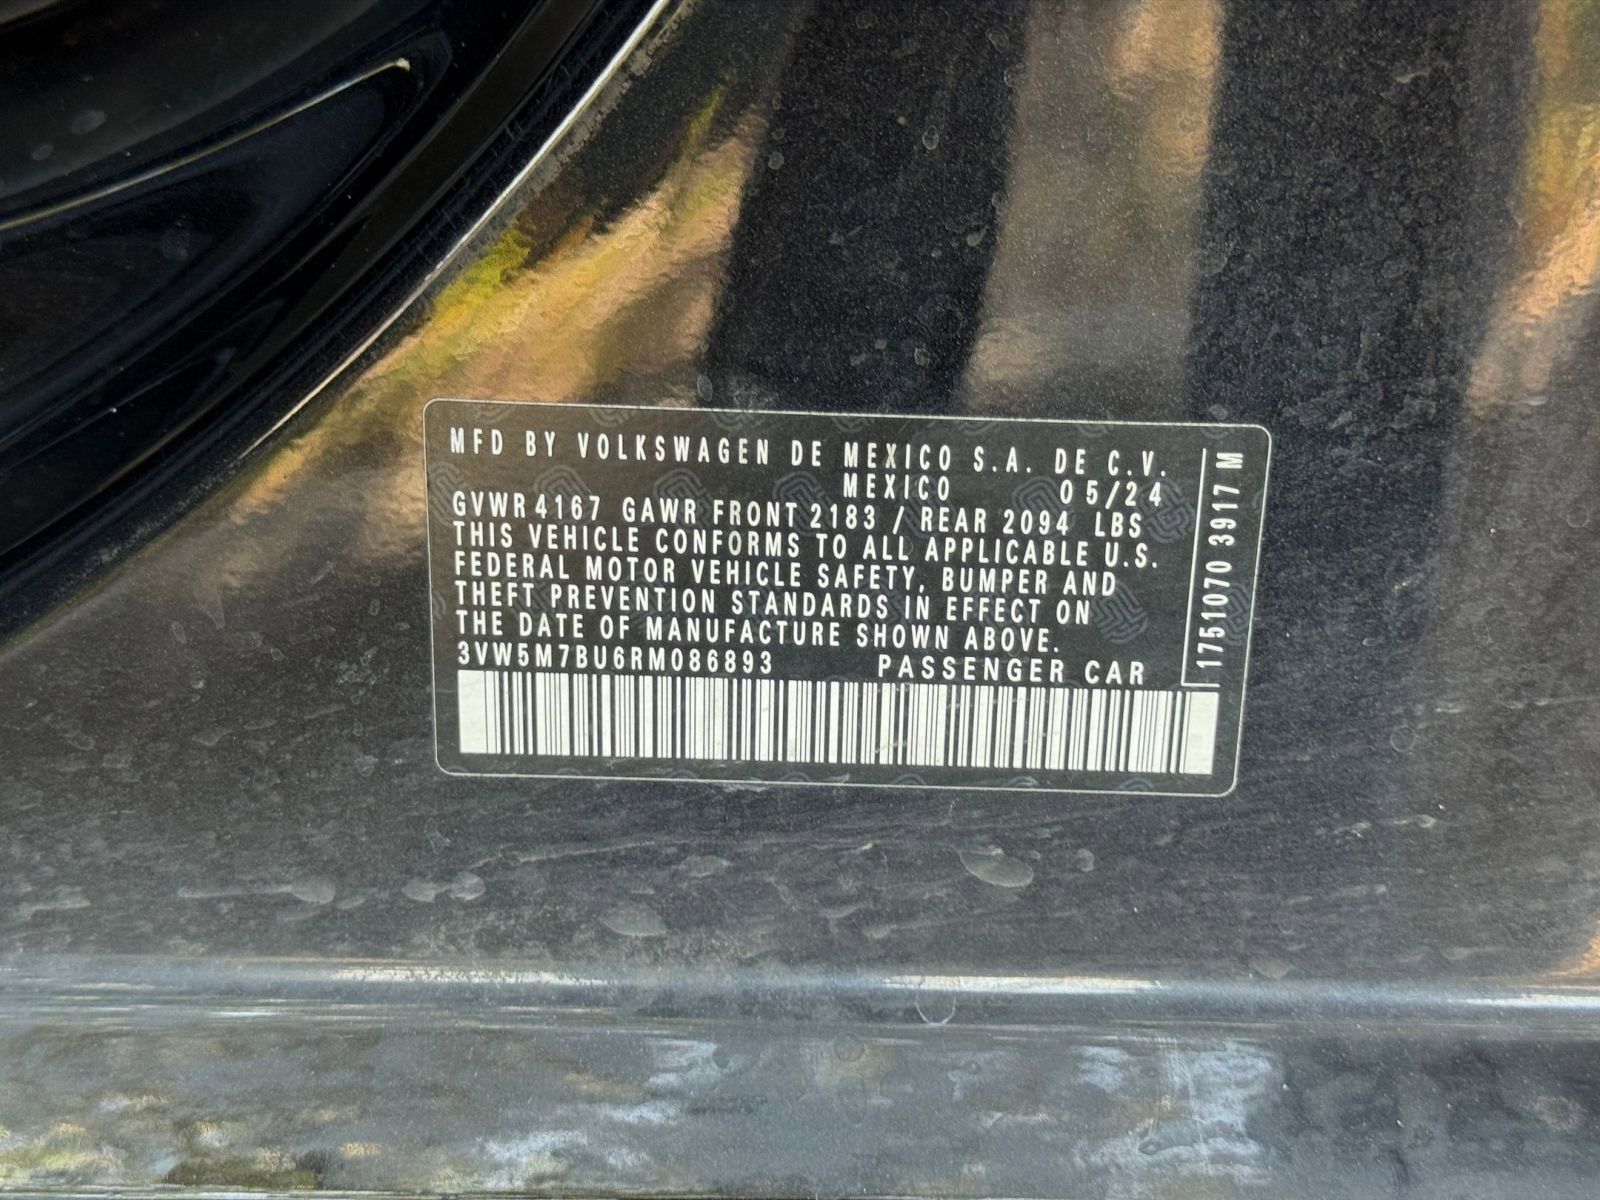 MFD BY VOLKSWAGEN DE MEXICO S.A. DE C.V.
MEXICO 05/24
GVWR 4167 GAWR FRONT 2183 / REAR 2094 LBS
THIS VEHICLE CONFORMS TO ALL APPLICABLE U.S.
FEDERAL MOTOR VEHICLE SAFETY, BUMPER AND
THEFT PREVENTION STANDARDS IN EFFECT ON
THE DATE OF MANUFACTURE SHOWN ABOVE.
3VW5M7BU6RM086893 PASSENGER CAR
1751070 3917 M